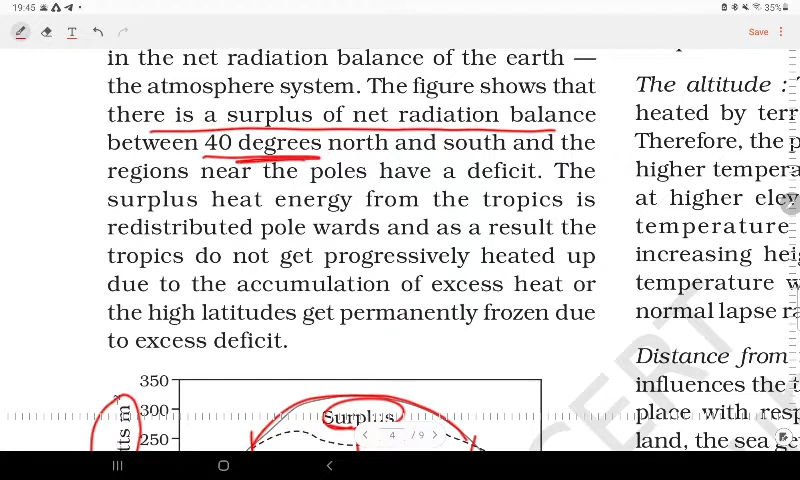 19:45
35%
Save
in the net radiation balance of the earth —
the atmosphere system. The figure shows that
there is a surplus of net radiation balance
between 40 degrees north and south and the
regions near the poles have a deficit. The
surplus heat energy from the tropics is
redistributed pole wards and as a result the
tropics do not get progressively heated up
due to the accumulation of excess heat or
the high latitudes get permanently frozen due
to excess deficit.
350
300
250
Surplus
4 / 9
The altitude :
heated by terr
Therefore, the p
higher tempera
at higher elev
temperature
increasing heig
temperature w
normal lapse ra
Distance from
influences the t
place with resp
land, the sea ge
CERT